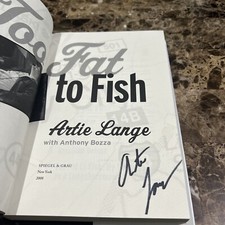 Too
Fat
to Fish
Artie Lange
with Anthony Bozza
SPIEGEL & GRAU
New York
2008